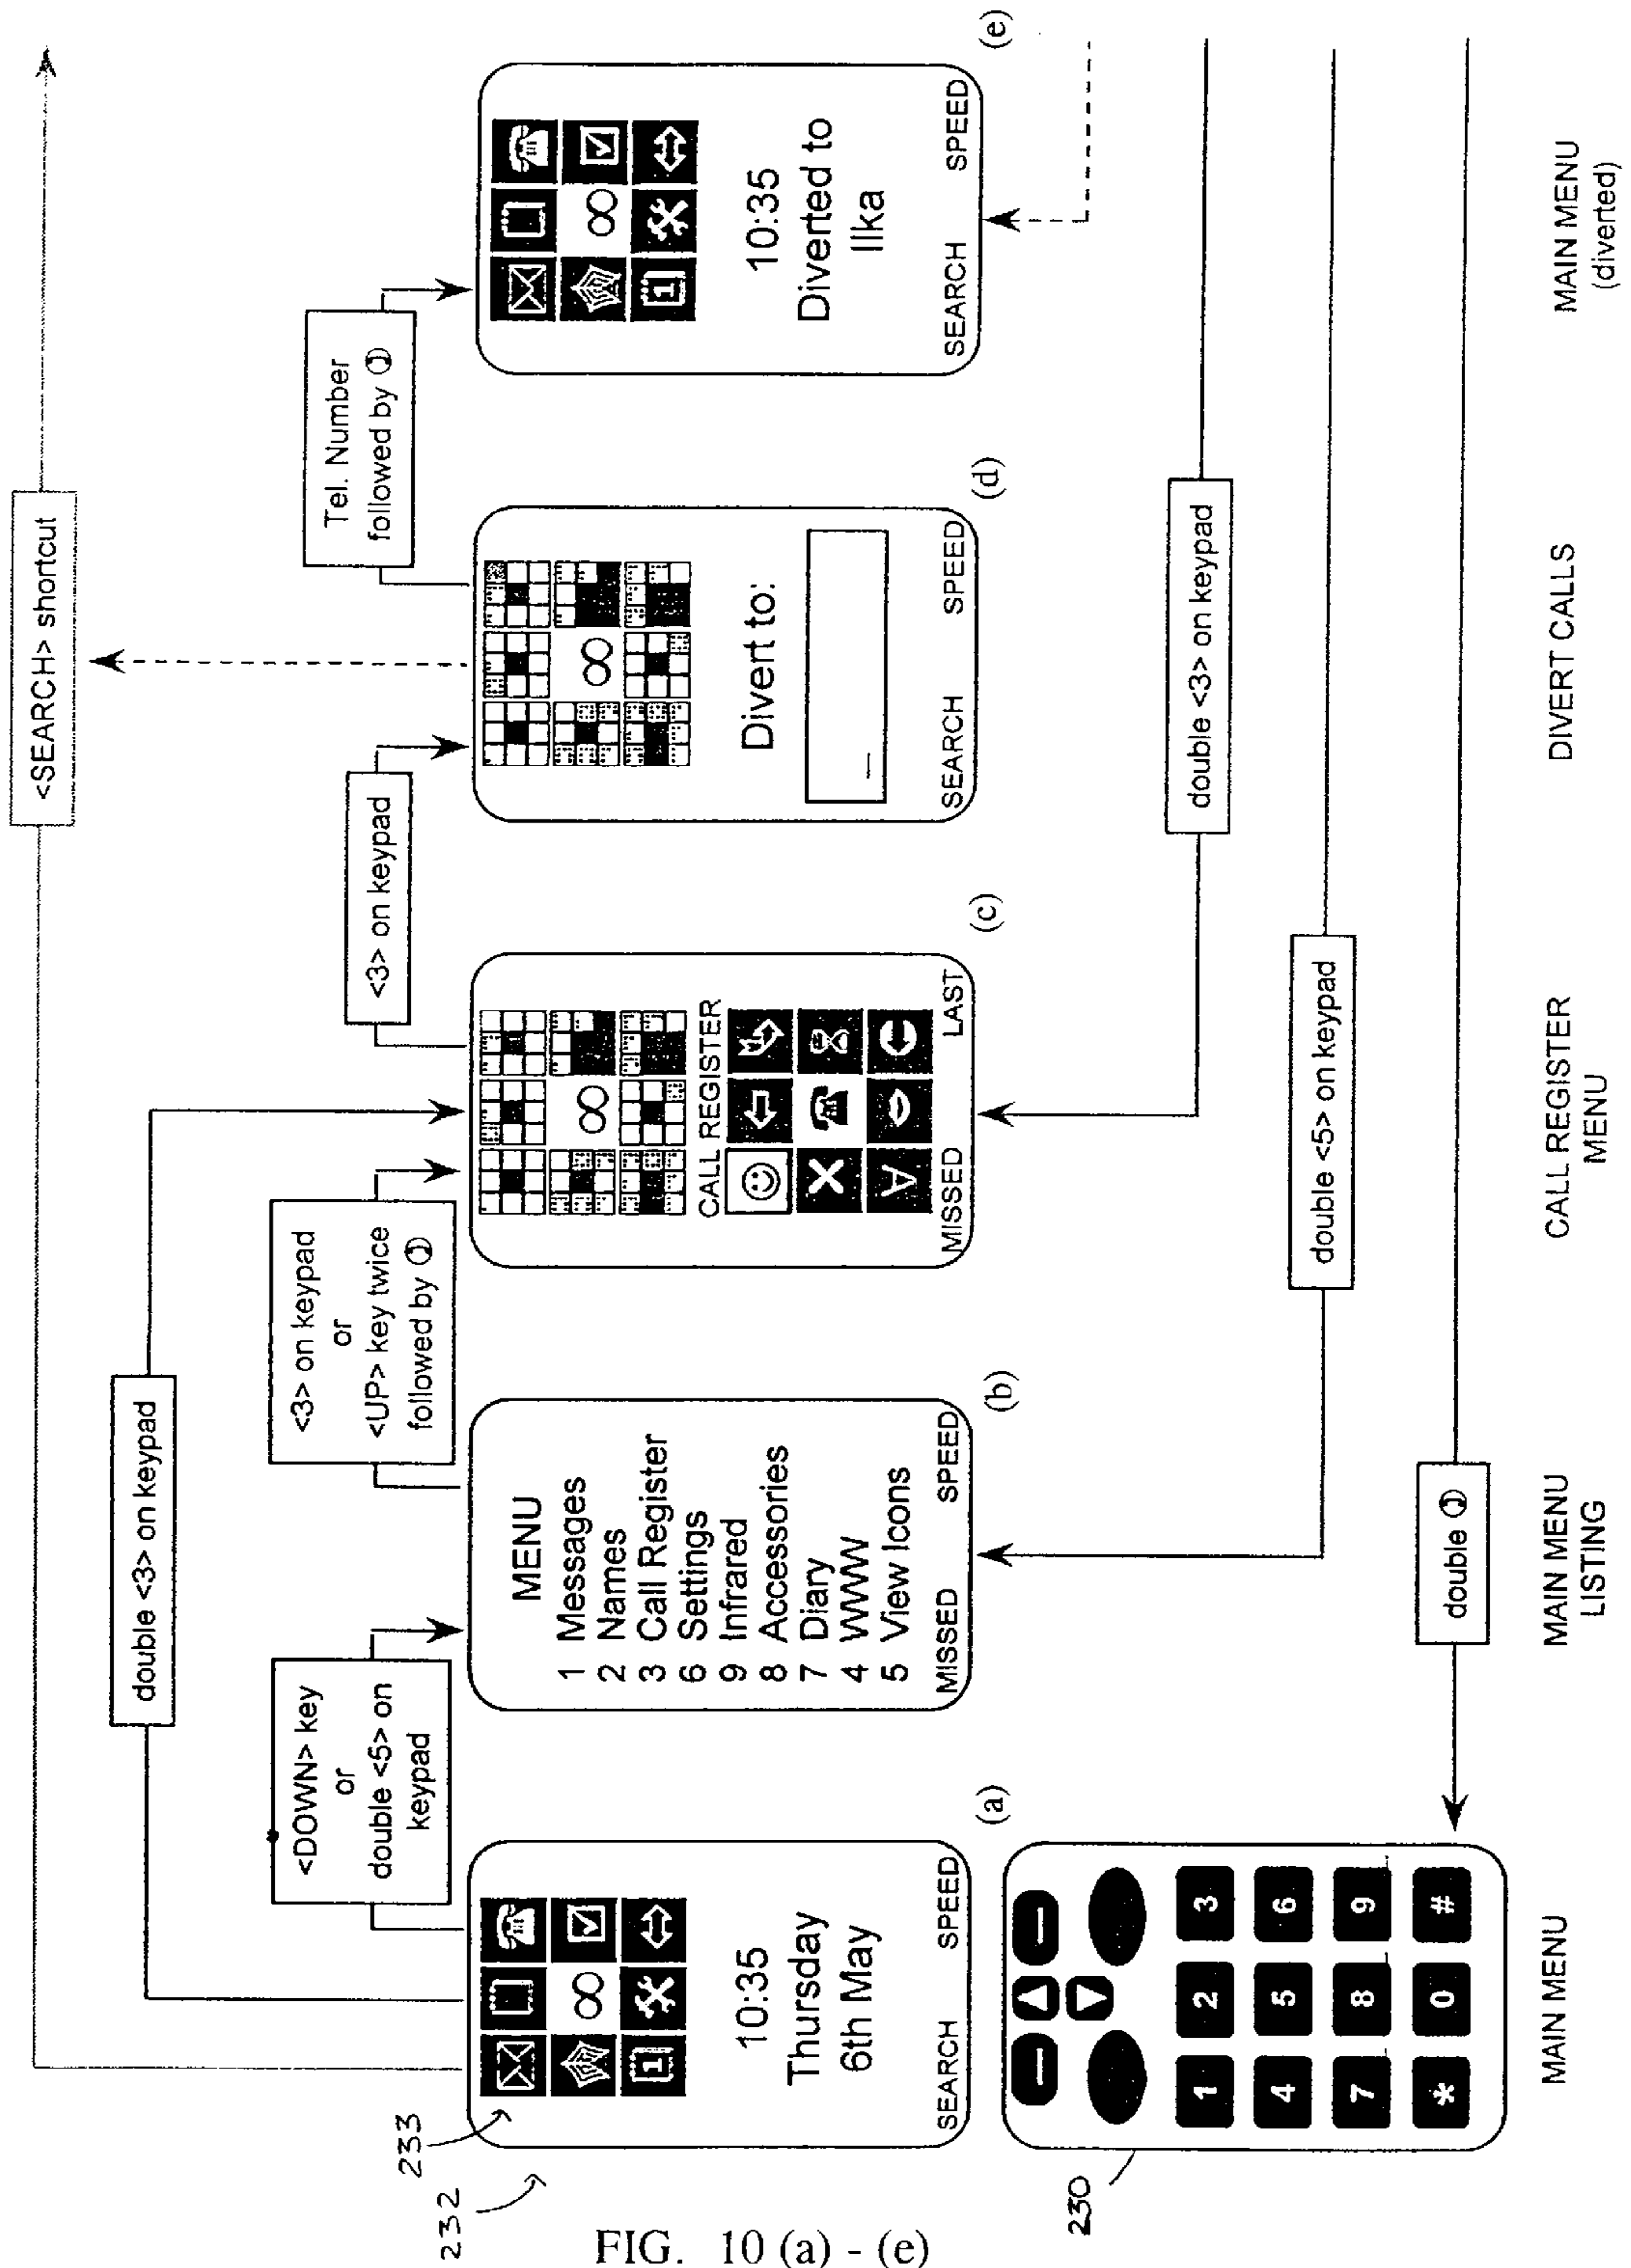 <SEARCH> shortcut
double <3> on keypad
<DOWN> key
or
double <5> on
keypad
<3> on keypad
or
<UP> key twice
followed by
<3> on keypad
Tel. Number
followed by
232
233
10:35
Thursday
6th May
SEARCH SPEED
(a)
MENU
1 Messages
2 Names
3 Call Register
6 Settings
9 Infrared
8 Accessories
7 Diary
4 WWW
5 View Icons
MISSED SPEED
(b)
CALL REGISTER
MISSED LAST
(c)
Divert to:
SEARCH SPEED
(d)
10:35
Diverted to
Ilka
SEARCH SPEED
(e)
230
1 2 3
4 5 6
7 8 9
* 0 #
double <3> on keypad
double <5> on keypad
double
MAIN MENU
MAIN MENU
LISTING
CALL REGISTER
MENU
DIVERT CALLS
MAIN MENU
(diverted)
FIG. 10 (a) - (e)